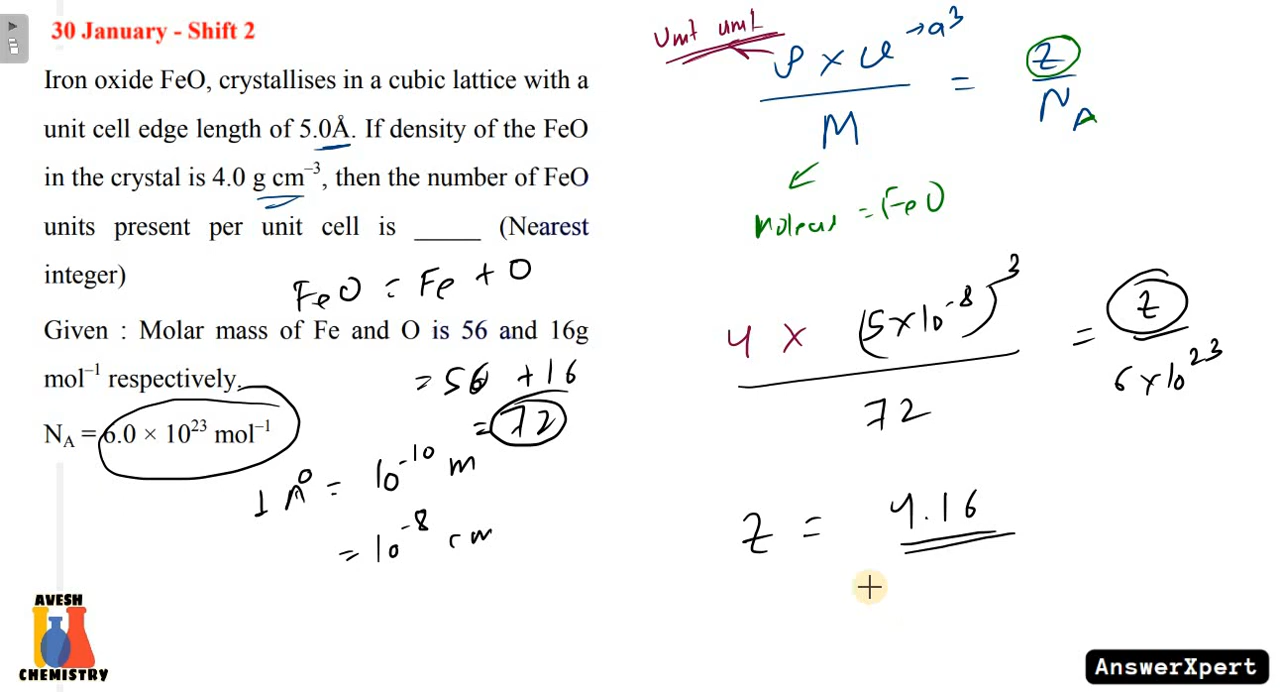 30 January - Shift 2
Iron oxide FeO, crystallises in a cubic lattice with a
unit cell edge length of 5.0Å. If density of the FeO
in the crystal is 4.0 g cm⁻³, then the number of FeO
units present per unit cell is _____ (Nearest
integer)
FeO = Fe + O
Given : Molar mass of Fe and O is 56 and 16g
mol⁻¹ respectively.
= 56 + 16
= 72
N_A = 6.0 × 10²³ mol⁻¹
1 A⁰ = 10⁻¹⁰ m
= 10⁻⁸ cm
AVESH
CHEMISTRY
Unit unit
→a³
ρ × v / M = Z / N_A
= FeO
4 × (5×10⁻⁸)³ / 72 = Z / 6×10²³
Z = 4.16
AnswerXpert